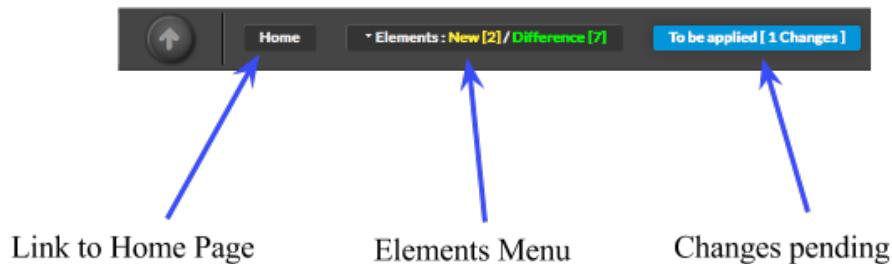 Home
Elements : New [2] / Difference [7]
To be applied [ 1 Changes ]
Link to Home Page
Elements Menu
Changes pending